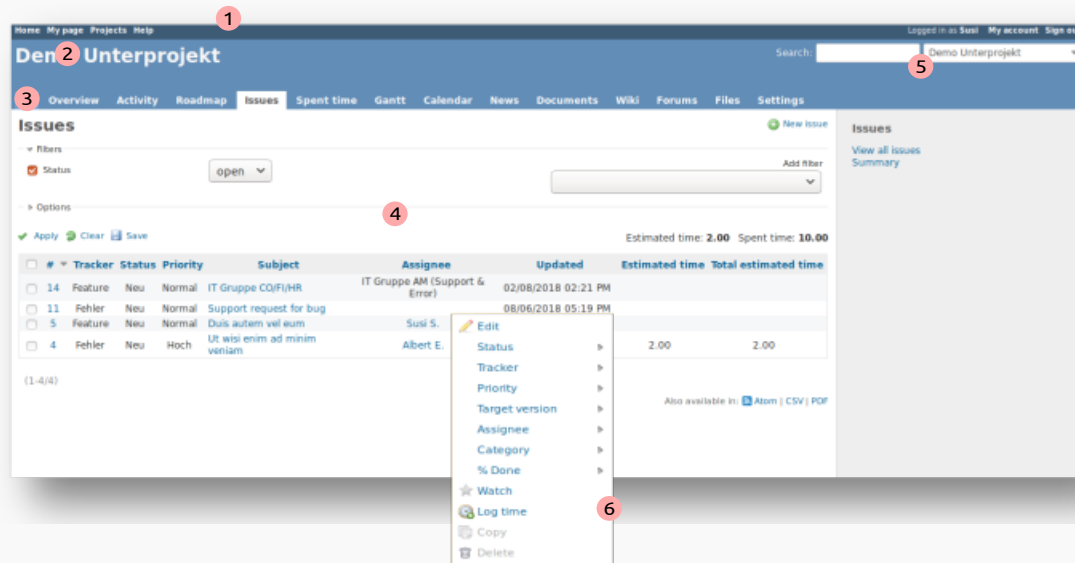 1
Home My page Projects Help
Logged in as Susi My account Sign
2
Demo Unterprojekt
Search:
Demo Unterprojekt
5
3
Overview Activity Roadmap Issues Spent time Gantt Calendar News Documents Wiki Forums Files Settings
Issues
New issue
Issues
Filters
View all issues
Summary
Status
open
Add filter
Options
4
Apply Clear Save
Estimated time: 2.00 Spent time: 10.00
# Tracker Status Priority Subject Assignee Updated Estimated time Total estimated time
14 Feature Neu Normal IT Gruppe CO/FI/HR IT Gruppe AM (Support & Error) 02/08/2018 02:21 PM
11 Fehler Neu Normal Support request for bug 08/06/2018 05:19 PM
5 Feature Neu Normal Duis autem vel eum Susi S.
4 Fehler Neu Hoch Ut wisi enim ad minim veniam Albert E. 2.00 2.00
(1-4/4)
Also available in: Atom | CSV | PDF
Edit
Status
Tracker
Priority
Target version
Assignee
Category
% Done
Watch
Log time
6
Copy
Delete